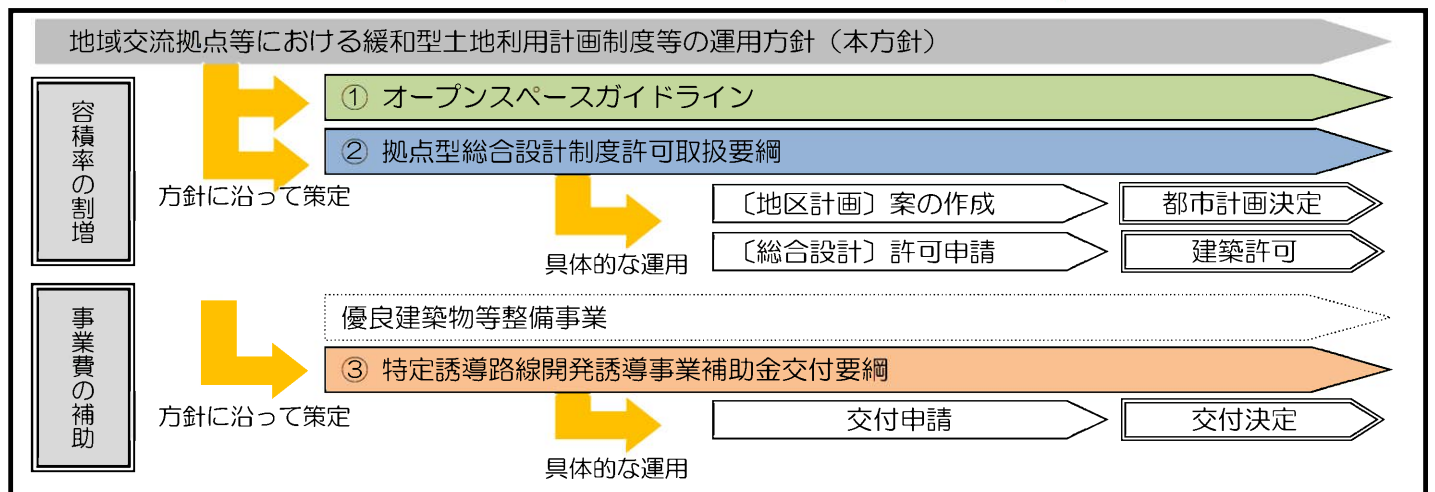 地域交流拠点等における緩和型土地利用計画制度等の運用方針（本方針）
容積率の割増
① オープンスペースガイドライン
② 拠点型総合設計制度許可取扱要綱
方針に沿って策定
〔地区計画〕案の作成
都市計画決定
〔総合設計〕許可申請
建築許可
具体的な運用
事業費の補助
優良建築物等整備事業
③ 特定誘導路線開発誘導事業補助金交付要綱
方針に沿って策定
交付申請
交付決定
具体的な運用